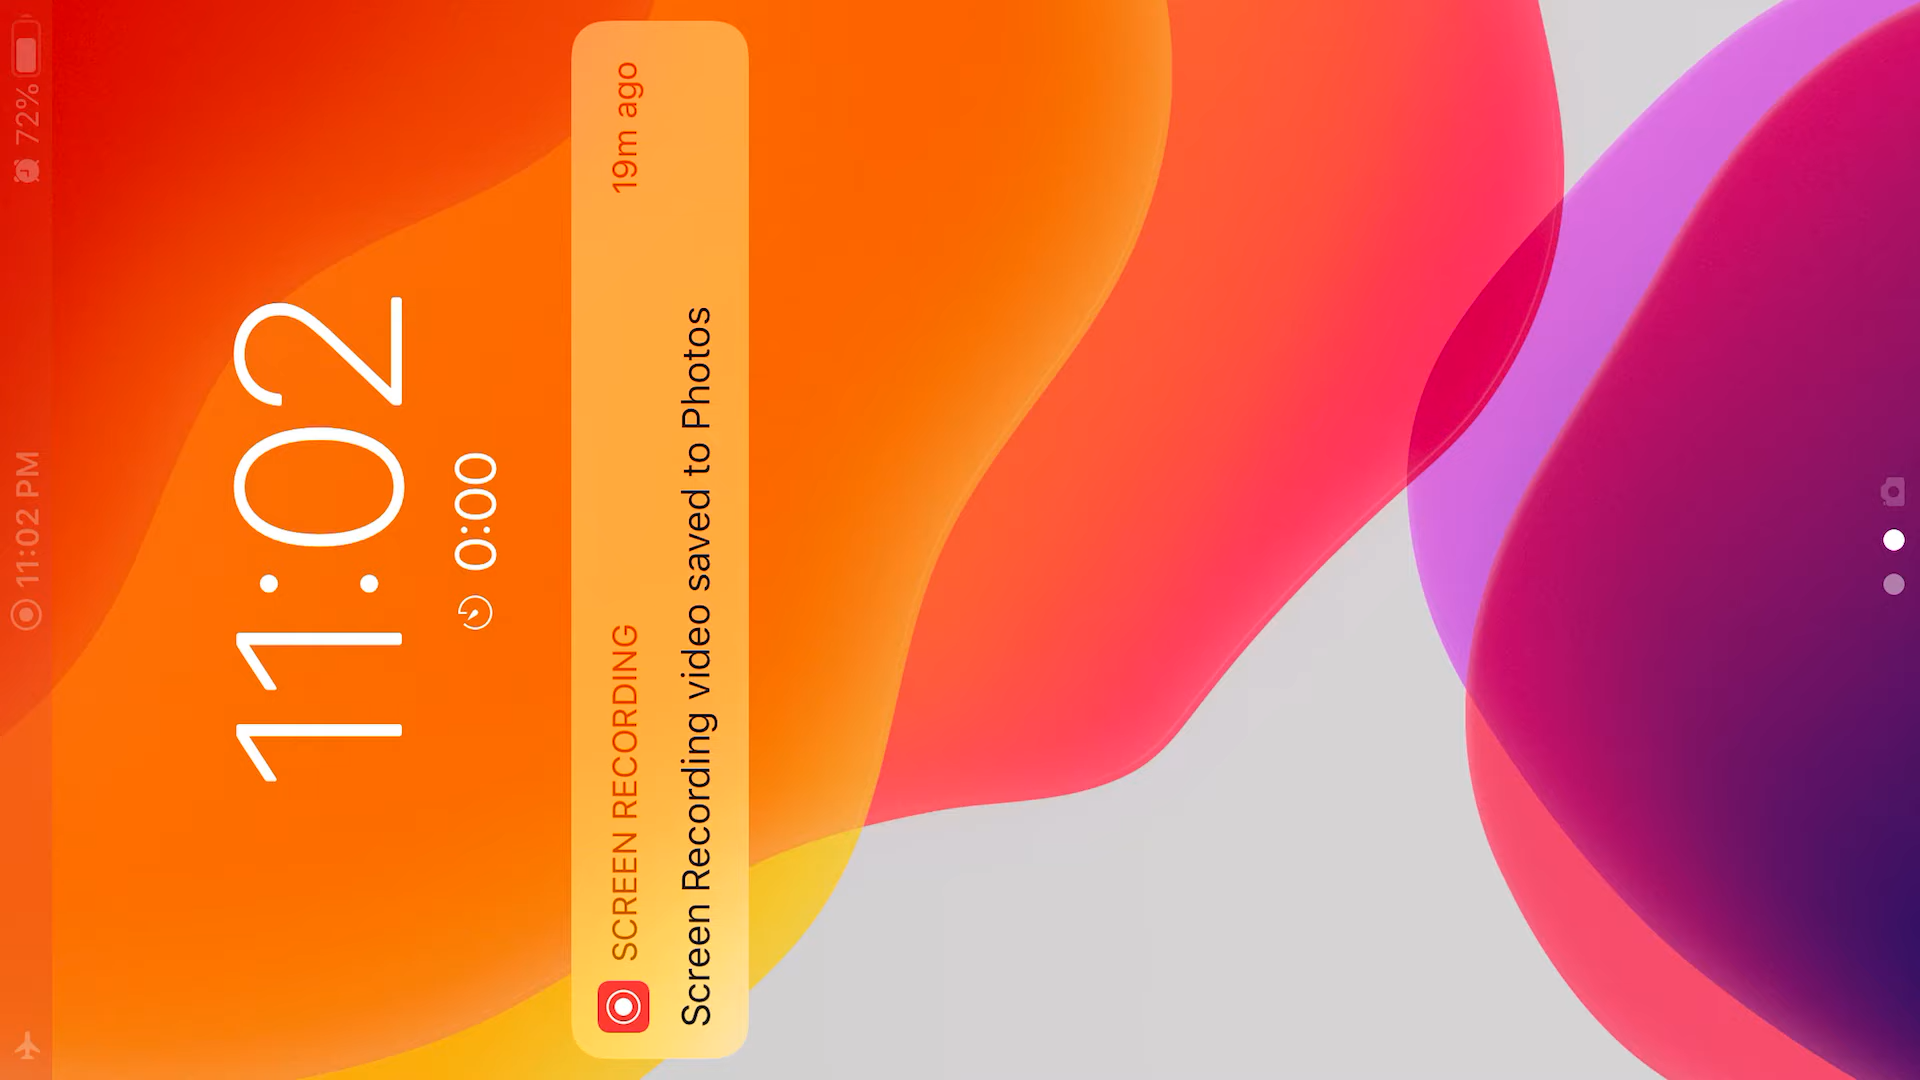 11:02 PM
72%
11:02
0:00
SCREEN RECORDING
19m ago
Screen Recording video saved to Photos